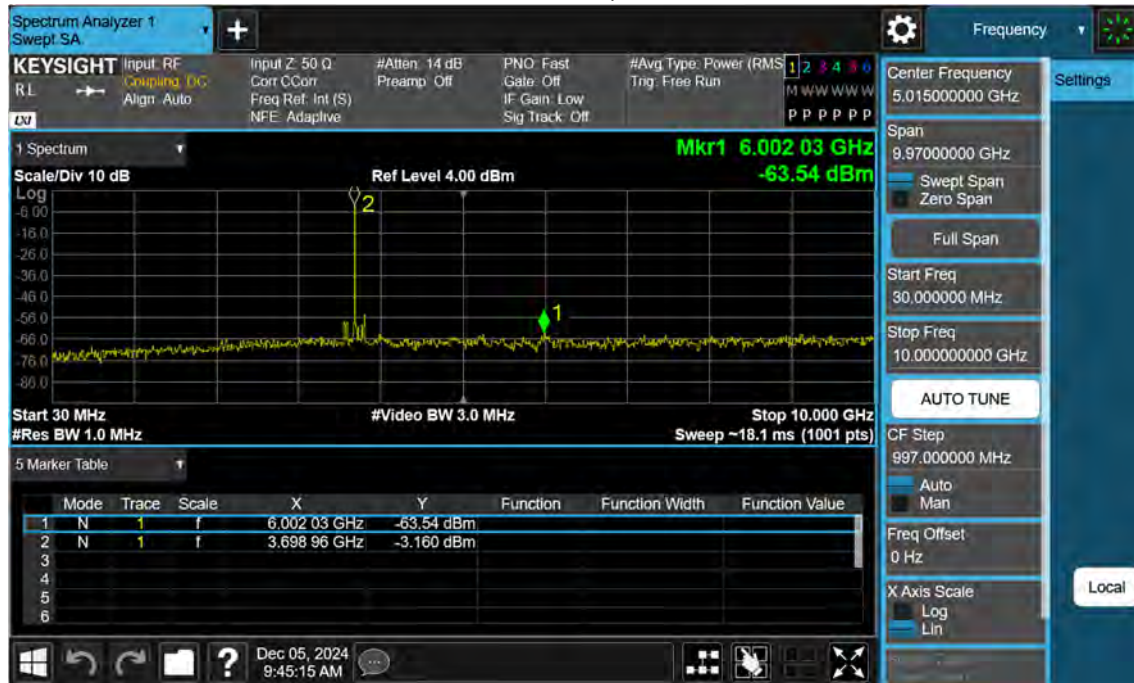 Spectrum Analyzer 1
Swept SA
+
Frequency
KEYSIGHT
RL
LXI
Input: RF
Coupling: DC
Align: Auto
Input Z: 50 Ω
Corr CCorr
Freq Ref: Int (S)
NFE: Adaptive
#Atten: 14 dB
Preamp: Off
PNO: Fast
Gate: Off
IF Gain: Low
Sig Track: Off
#Avg Type: Power (RMS
Trig: Free Run
1 2 3 4 5 6
M W W W W W
P P P P P P
1 Spectrum
Scale/Div 10 dB
Log
Ref Level 4.00 dBm
Mkr1 6.002 03 GHz
-63.54 dBm
-6.00
-16.0
-26.0
-36.0
-46.0
-56.0
-66.0
-76.0
-86.0
2
1
Start 30 MHz
#Res BW 1.0 MHz
#Video BW 3.0 MHz
Stop 10.000 GHz
Sweep ~18.1 ms (1001 pts)
5 Marker Table
Mode Trace Scale X Y Function Function Width Function Value
1 N 1 f 6.002 03 GHz -63.54 dBm
2 N 1 f 3.698 96 GHz -3.160 dBm
3
4
5
6
Center Frequency
5.015000000 GHz
Span
9.97000000 GHz
Swept Span
Zero Span
Full Span
Start Freq
30.000000 MHz
Stop Freq
10.000000000 GHz
AUTO TUNE
CF Step
997.000000 MHz
Auto
Man
Freq Offset
0 Hz
X Axis Scale
Log
Lin
Settings
Local
?
Dec 05, 2024
9:45:15 AM